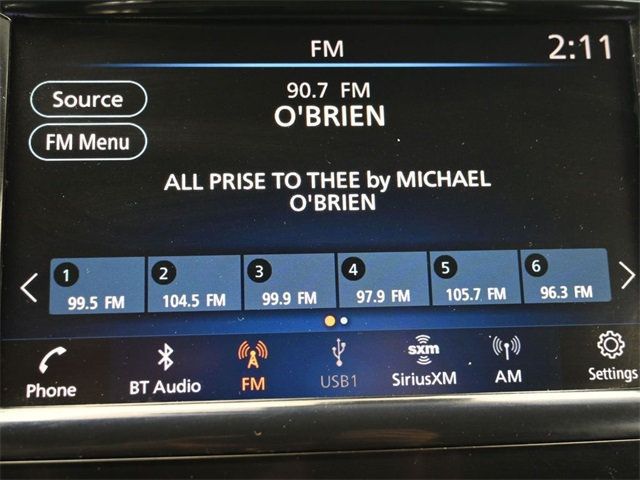 FM
2:11
Source
90.7 FM
O'BRIEN
FM Menu
ALL PRISE TO THEE by MICHAEL
O'BRIEN
1
2
3
4
5
6
99.5 FM
104.5 FM
99.9 FM
97.9 FM
105.7 FM
96.3 FM
Phone
BT Audio
FM
USB1
sxm
SiriusXM
AM
Settings